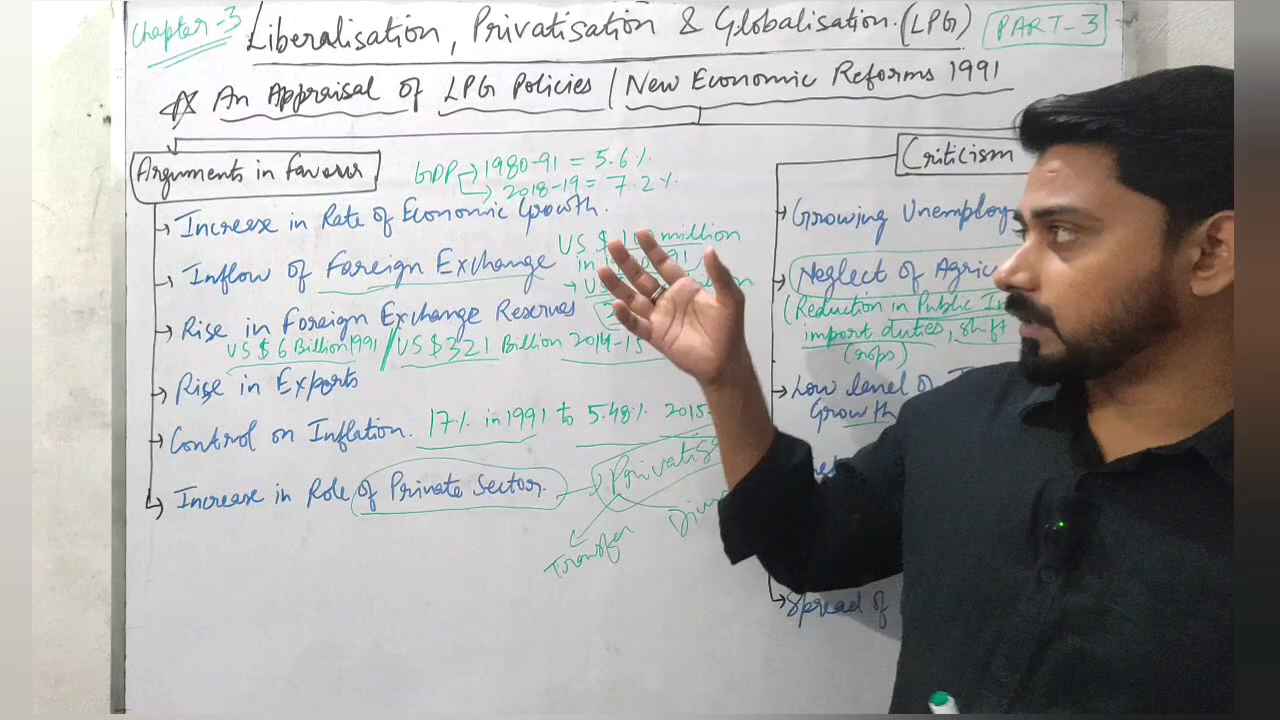 Chapter-3
Liberalisation, Privatisation & Globalisation.(LPG)
PART-3
An Appraisal of LPG Policies / New Economic Reforms 1991
Arguments in favour
GDP → 1980-91 = 5.6%
→ 2018-19 = 7.2%
→ Increase in Rate of Economic Growth.
US $ million
in 91
→ Inflow of Foreign Exchange
→ Rise in Foreign Exchange Reserves
US $ 6 Billion 1991 / US $ 321 Billion 2014-15
→ Rise in Exports
→ Control on Inflation. 17% in 1991 to 5.48% 2015
→ Increase in Role of Private Sector.
Transfer
Criticism
→ Growing
→ Neglect of
(Reduction in Public
import duties, shift
→ Low level of
Growth
→ Spread of